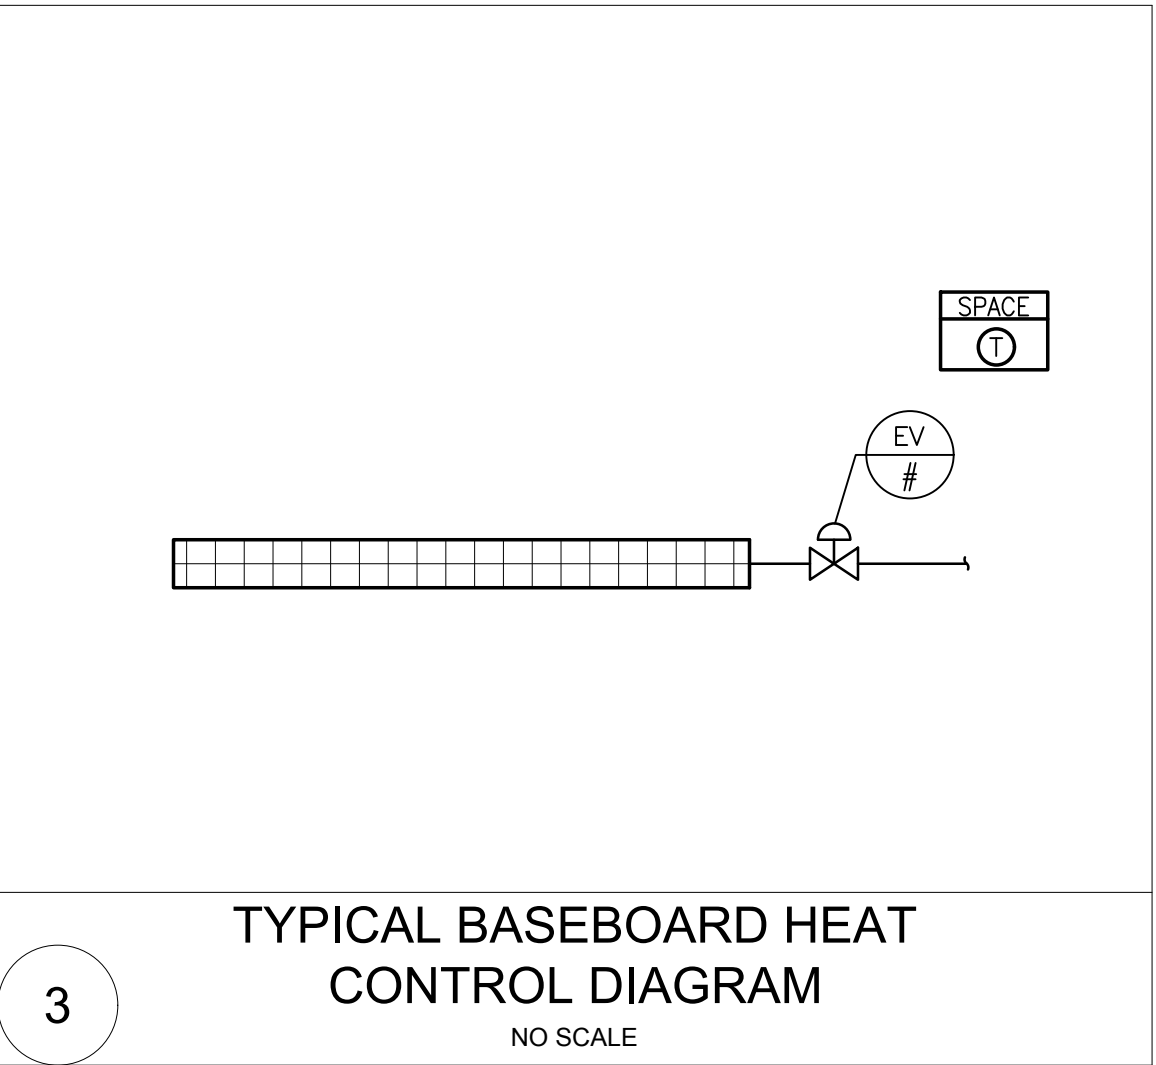 SPACE
T
EV
#
TYPICAL BASEBOARD HEAT
CONTROL DIAGRAM
3
NO SCALE